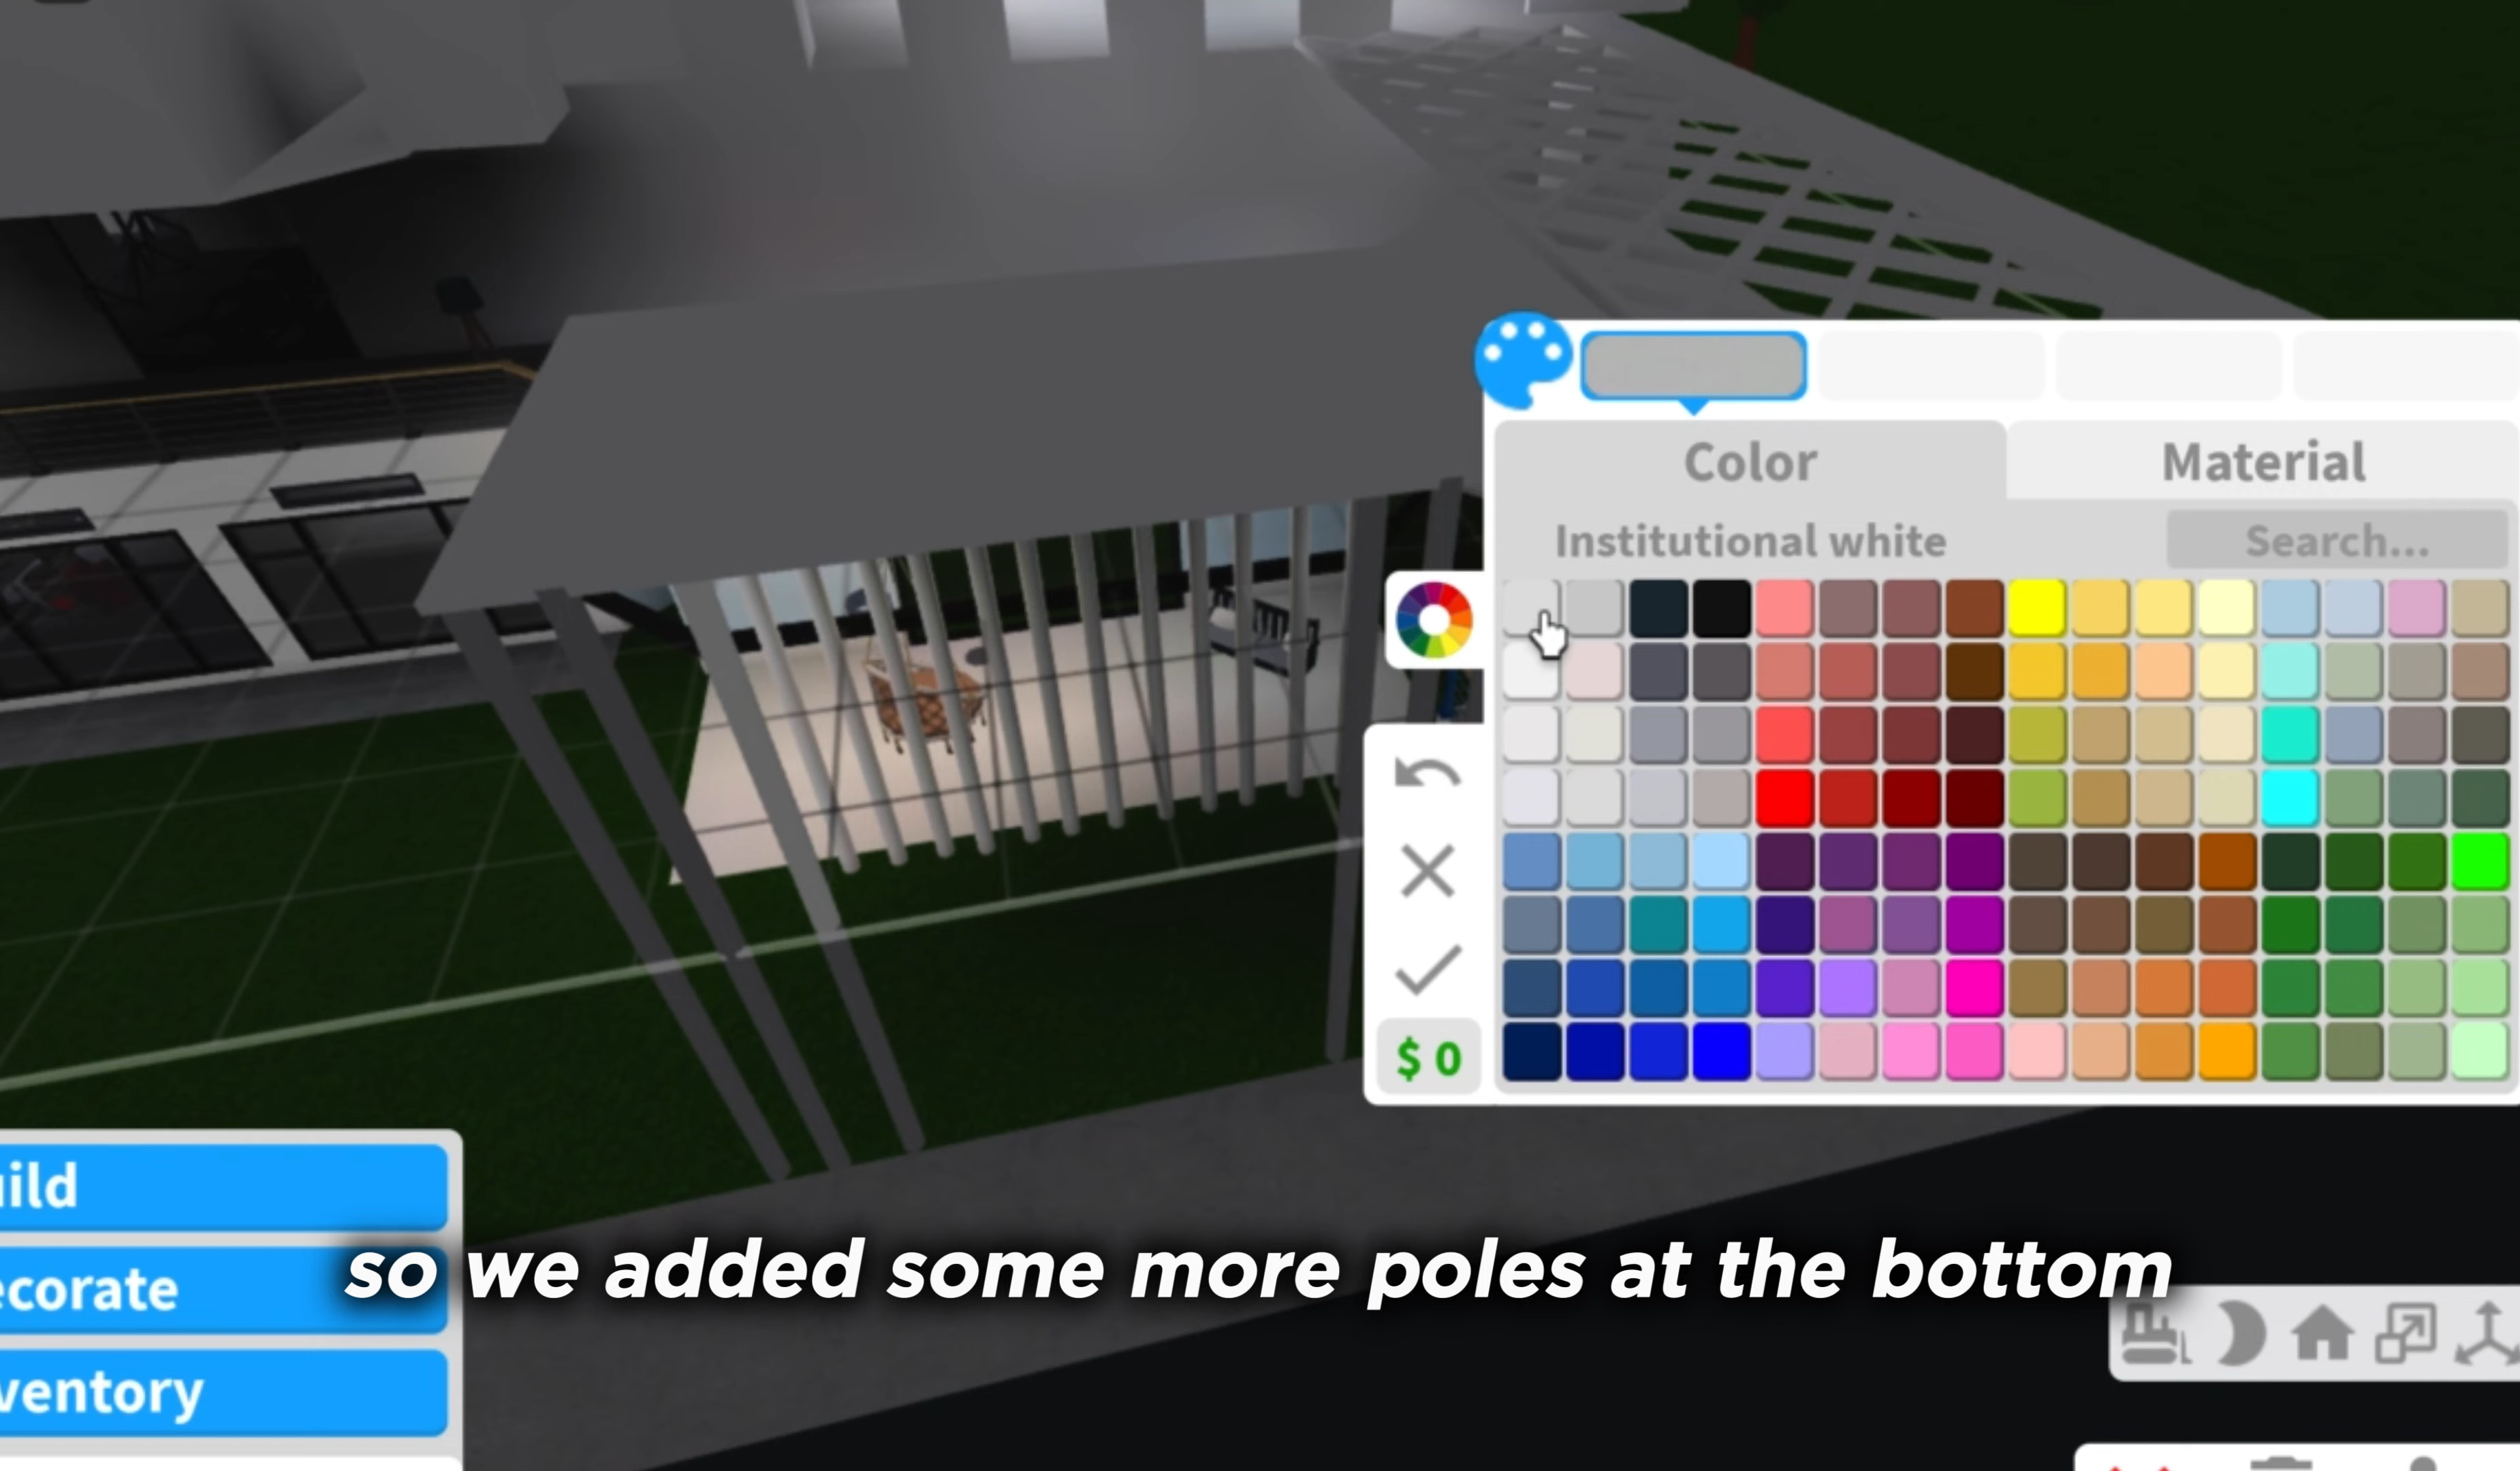 Color
Material
Institutional white
Search...
$ 0
uild
ecorate
ventory
so we added some more poles at the bottom